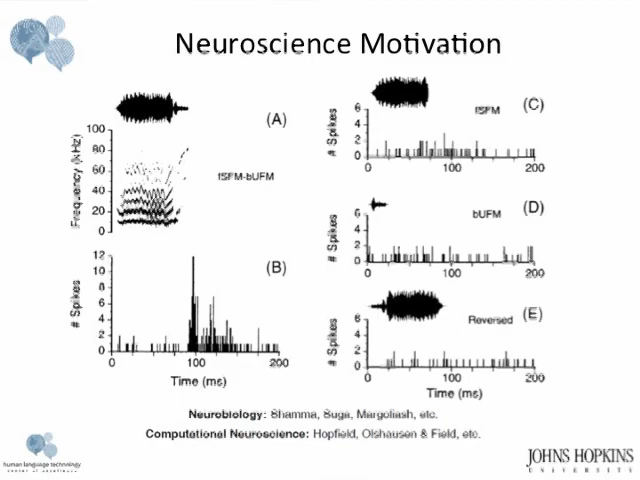 Neuroscience Motivation
(A)
Frequency (kHz)
100
80
60
40
20
0
fSFM-bUFM
(B)
# Spikes
12
10
8
6
4
2
0
0
100
200
Time (ms)
(C)
fSFM
# Spikes
6
4
2
0
0
100
200
(D)
bUFM
# Spikes
6
4
2
0
0
100
200
(E)
Reversed
# Spikes
6
4
2
0
0
100
200
Time (ms)
Neurobiology: Shamma, Suga, Margoliash, etc.
Computational Neuroscience: Hopfield, Olshausen & Field, etc.
human language technology
center of excellence
JOHNS HOPKINS
UNIVERSITY